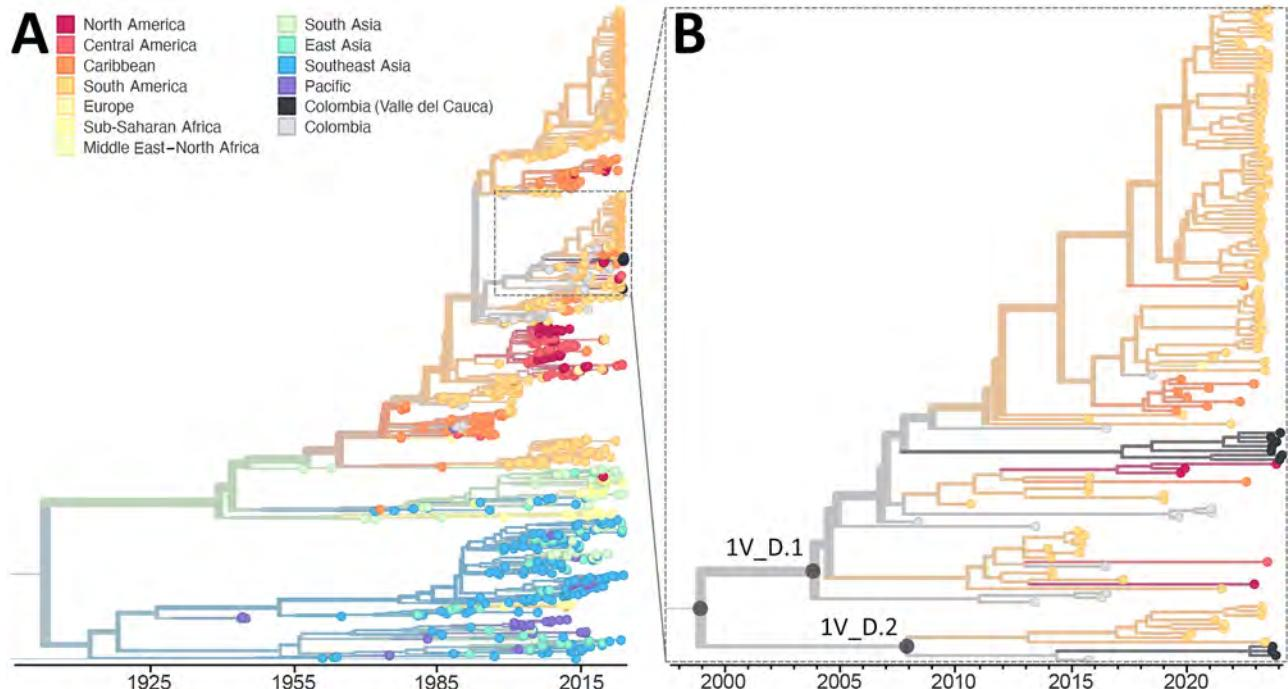 A
North America
Central America
Caribbean
South America
Europe
Sub-Saharan Africa
Middle East–North Africa
South Asia
East Asia
Southeast Asia
Pacific
Colombia (Valle del Cauca)
Colombia
1925 1955 1985 2015
B
1V_D.1
1V_D.2
2000 2005 2010 2015 2020